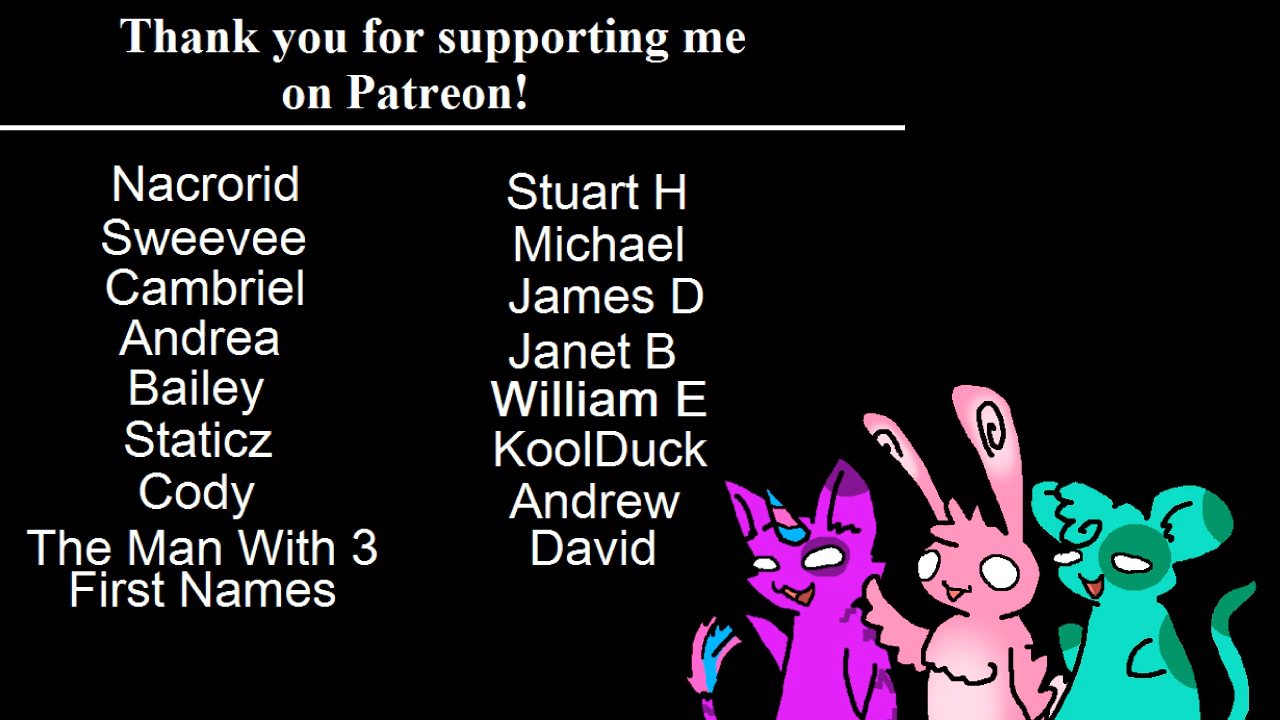 Thank you for supporting me
on Patreon!
Nacrorid
Sweevee
Cambriel
Andrea
Bailey
Staticz
Cody
The Man With 3
First Names
Stuart H
Michael
James D
Janet B
William E
KoolDuck
Andrew
David